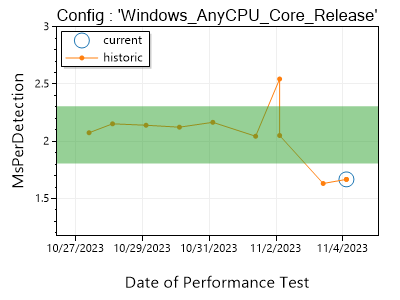 Config : 'Windows_AnyCPU_Core_Release'
current
historic
3
2.5
2
1.5
MsPerDetection
10/27/2023
10/29/2023
10/31/2023
11/2/2023
11/4/2023
Date of Performance Test